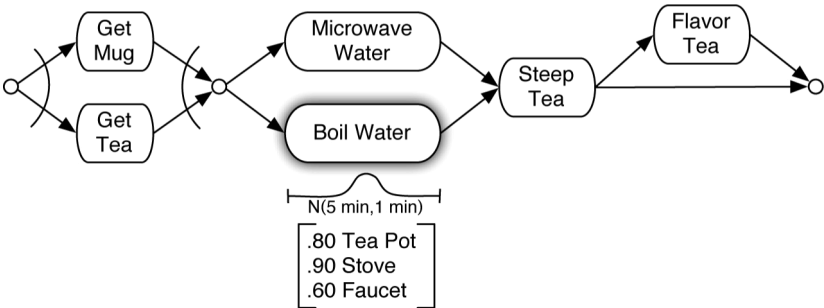 Get
Mug
Get
Tea
Microwave
Water
Boil Water
N(5 min,1 min)
.80 Tea Pot
.90 Stove
.60 Faucet
Steep
Tea
Flavor
Tea